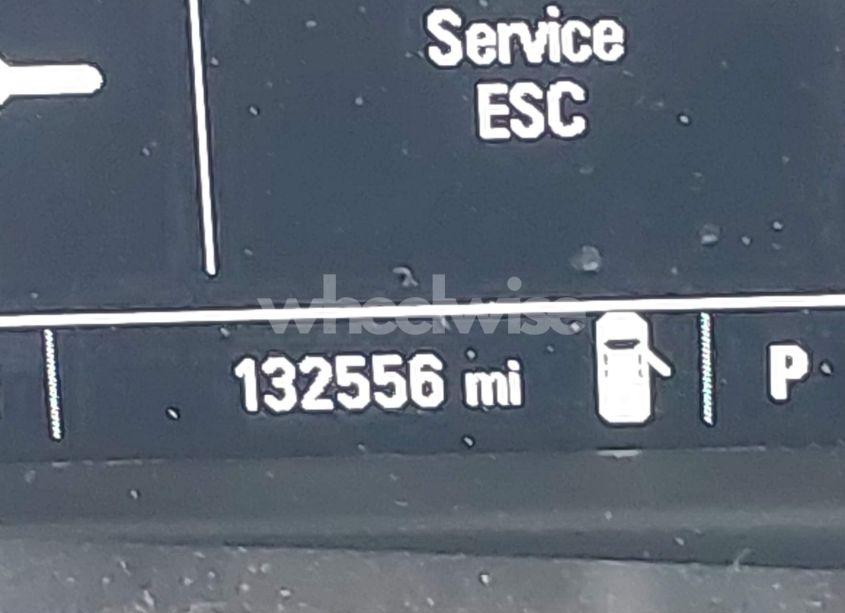 Service
ESC
wheelwise
132556 mi
P